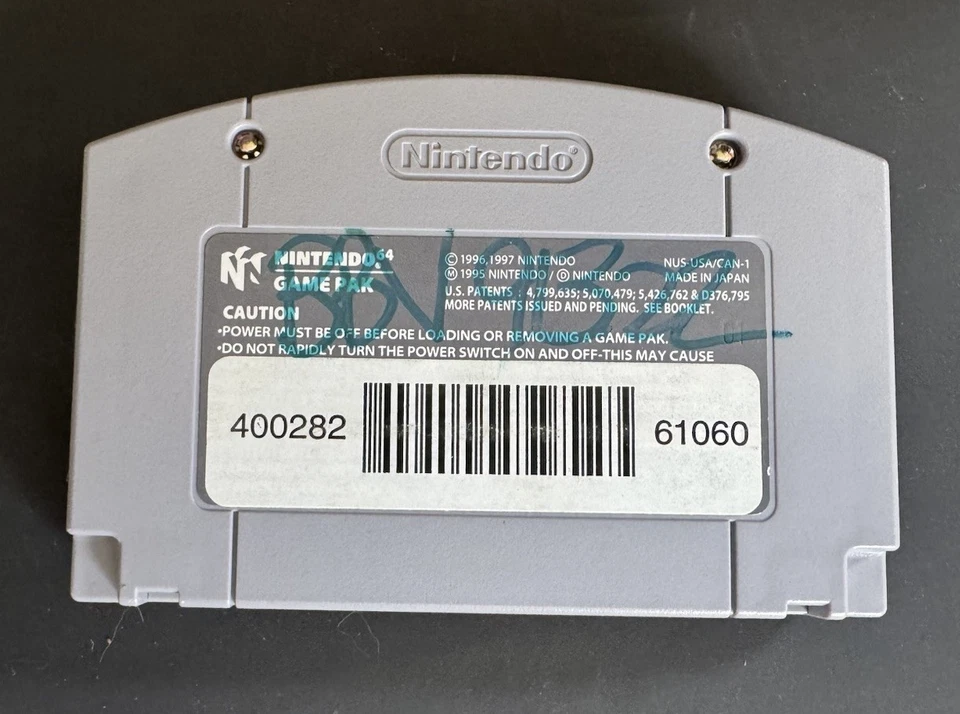 Nintendo®
NINTENDO64
GAME PAK
© 1996,1997 NINTENDO
Ⓜ 1995 NINTENDO / Ⓓ NINTENDO
U.S. PATENTS : 4,799,635; 5,070,479; 5,426,762 & D376,795
MORE PATENTS ISSUED AND PENDING. SEE BOOKLET.
NUS-USA/CAN-1
MADE IN JAPAN
CAUTION
•POWER MUST BE OFF BEFORE LOADING OR REMOVING A GAME PAK.
•DO NOT RAPIDLY TURN THE POWER SWITCH ON AND OFF-THIS MAY CAUSE
400282 61060